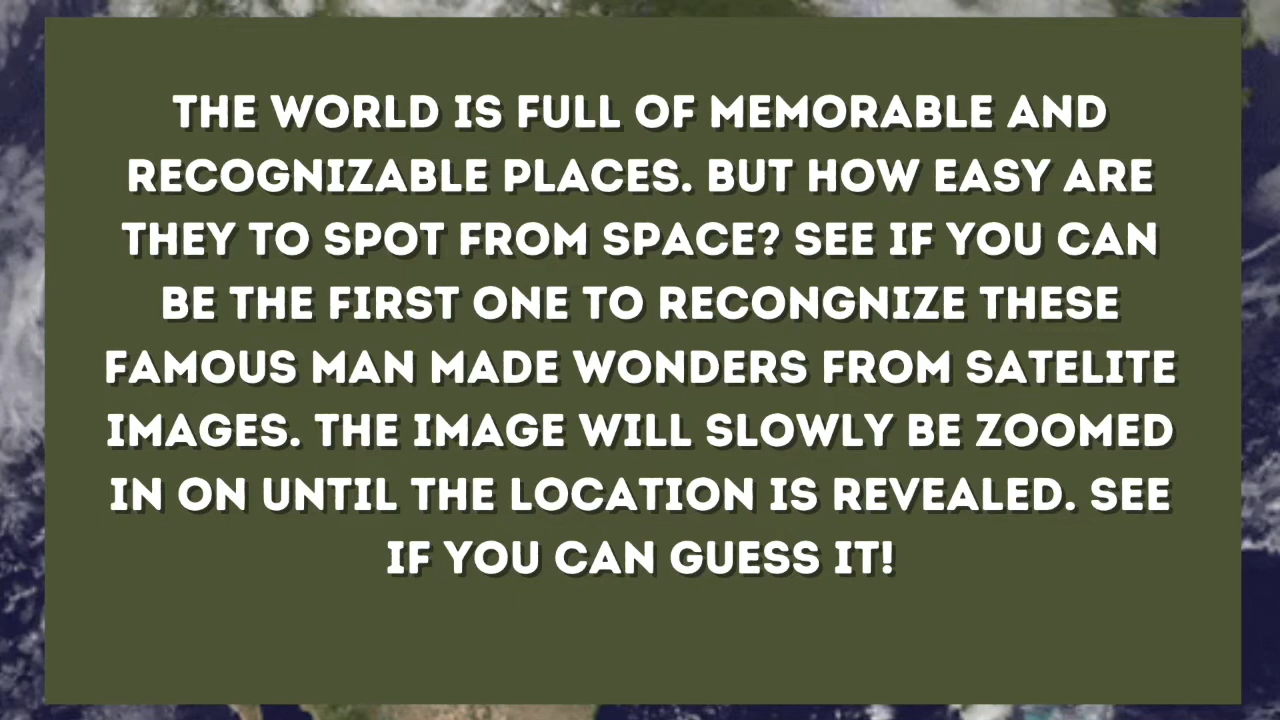 THE WORLD IS FULL OF MEMORABLE AND
RECOGNIZABLE PLACES. BUT HOW EASY ARE
THEY TO SPOT FROM SPACE? SEE IF YOU CAN
BE THE FIRST ONE TO RECONGNIZE THESE
FAMOUS MAN MADE WONDERS FROM SATELITE
IMAGES. THE IMAGE WILL SLOWLY BE ZOOMED
IN ON UNTIL THE LOCATION IS REVEALED. SEE
IF YOU CAN GUESS IT!